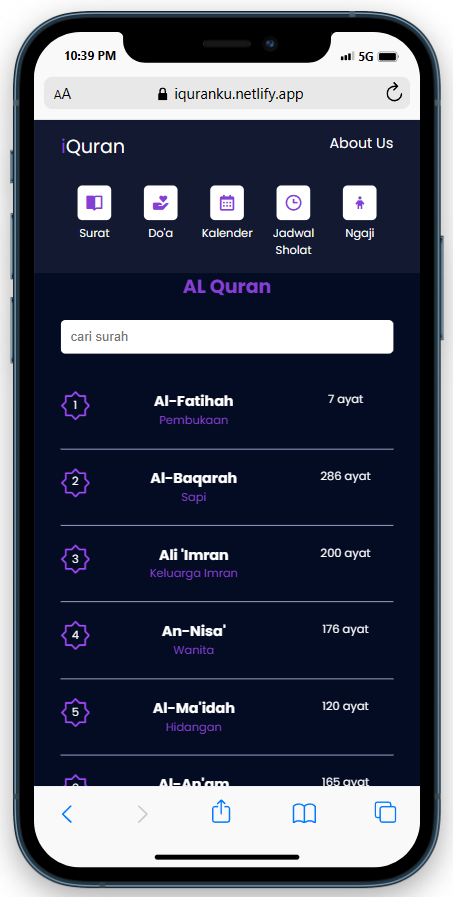 10:39 PM
5G
AA
iquranku.netlify.app
iQuran
About Us
Surat
Do'a
Kalender
Jadwal
Sholat
Ngaji
AL Quran
cari surah
1
Al-Fatihah
7 ayat
Pembukaan
2
Al-Baqarah
286 ayat
Sapi
3
Ali 'Imran
200 ayat
Keluarga Imran
4
An-Nisa'
176 ayat
Wanita
5
Al-Ma'idah
120 ayat
Hidangan
Al-An'am
165 ayat